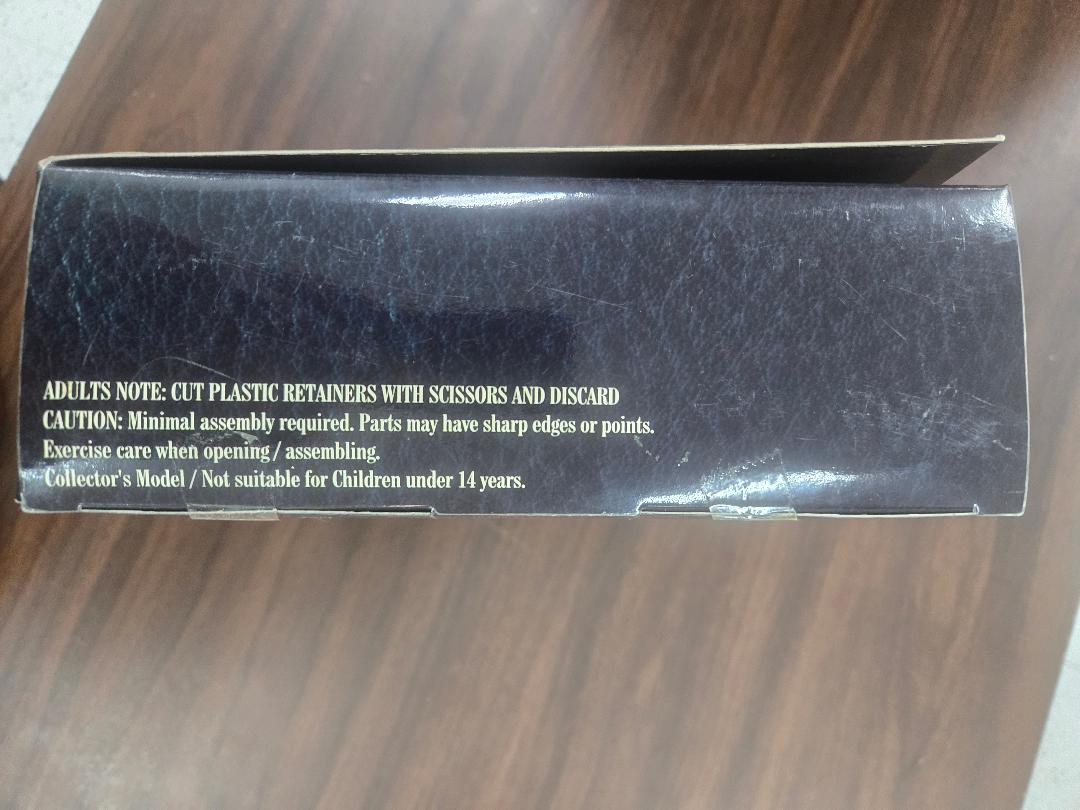 ADULTS NOTE: CUT PLASTIC RETAINERS WITH SCISSORS AND DISCARD
CAUTION: Minimal assembly required. Parts may have sharp edges or points.
Exercise care when opening / assembling.
Collector's Model / Not suitable for Children under 14 years.